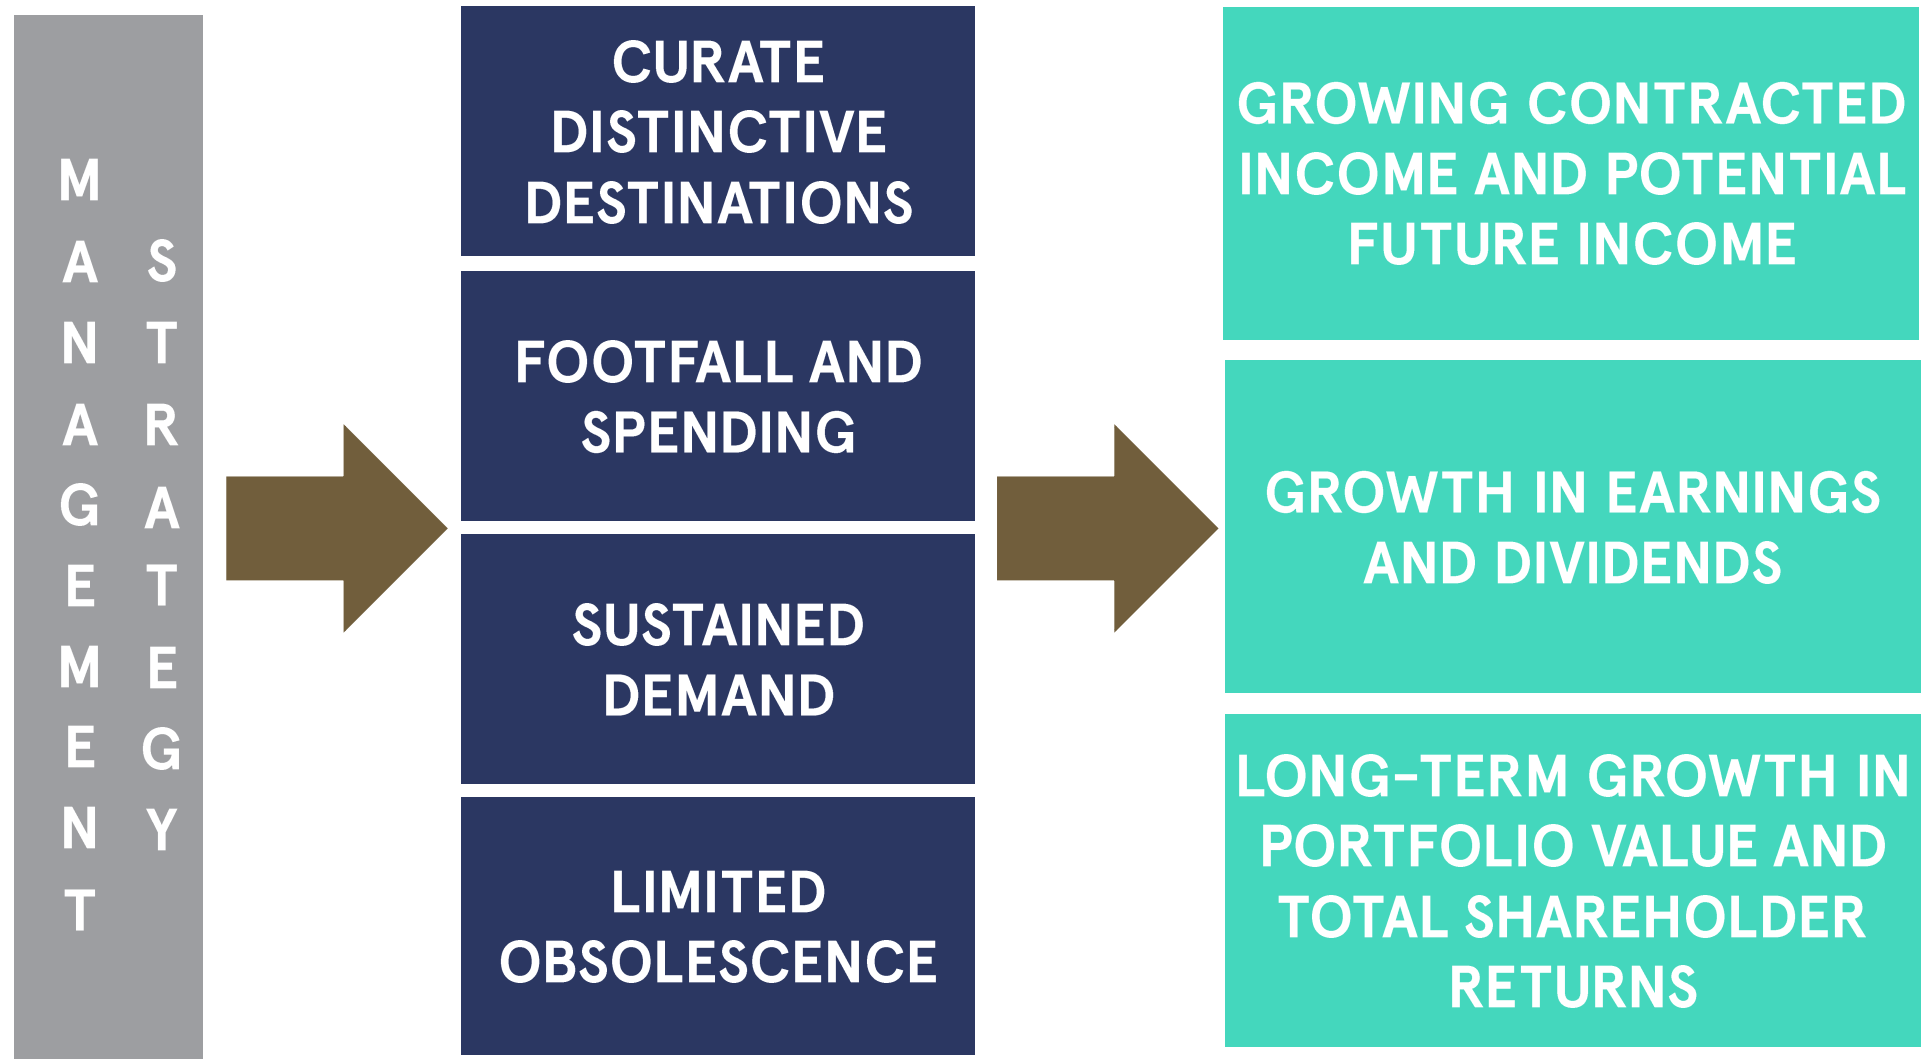 MANAGEMENT
STRATEGY
CURATE
DISTINCTIVE
DESTINATIONS
FOOTFALL AND
SPENDING
SUSTAINED
DEMAND
LIMITED
OBSOLESCENCE
GROWING CONTRACTED
INCOME AND POTENTIAL
FUTURE INCOME
GROWTH IN EARNINGS
AND DIVIDENDS
LONG-TERM GROWTH IN
PORTFOLIO VALUE AND
TOTAL SHAREHOLDER
RETURNS